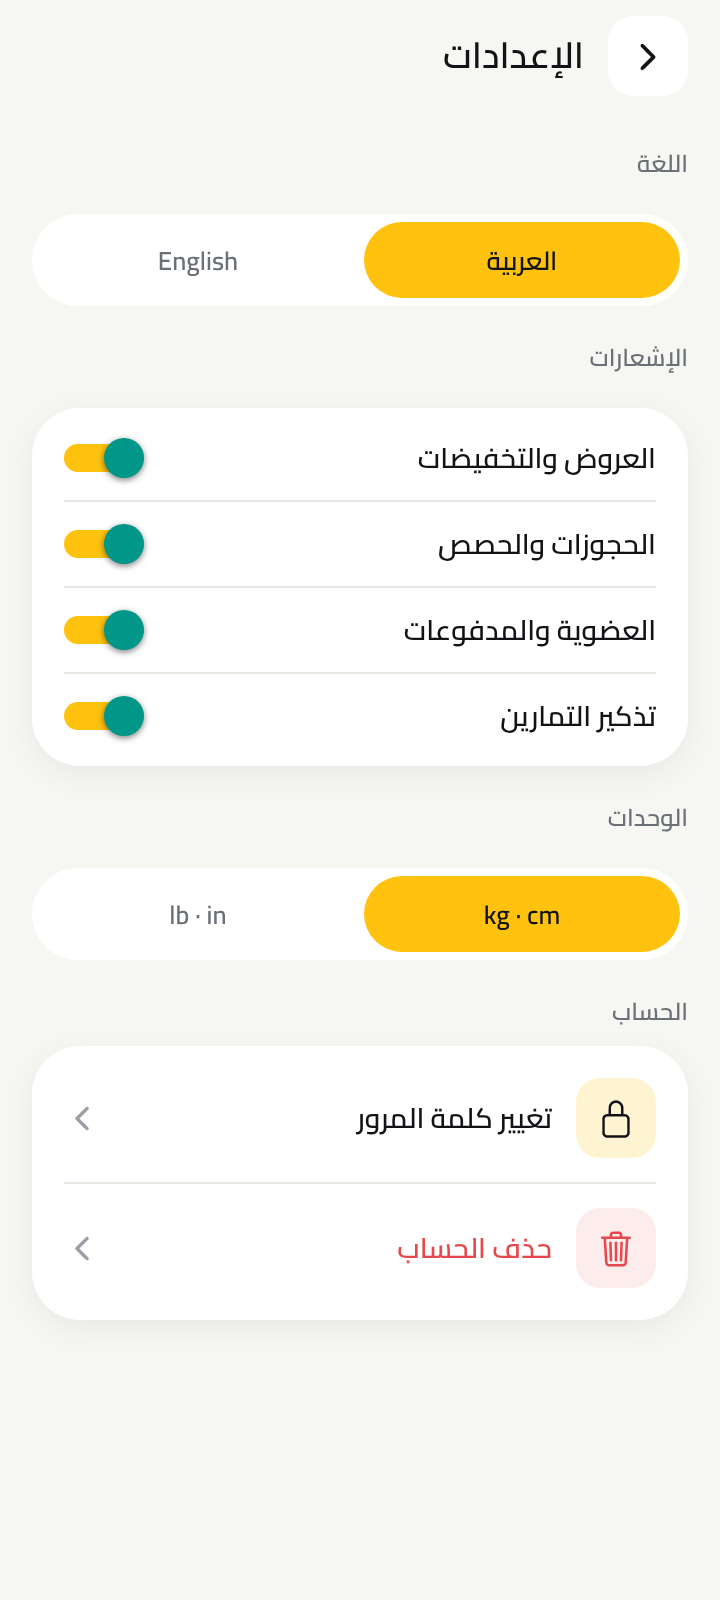 الإعدادات
اللغة
العربية
English
الإشعارات
العروض والتخفيضات
الحجوزات والحصص
العضوية والمدفوعات
تذكير التمارين
الوحدات
kg · cm
lb · in
الحساب
تغيير كلمة المرور
حذف الحساب